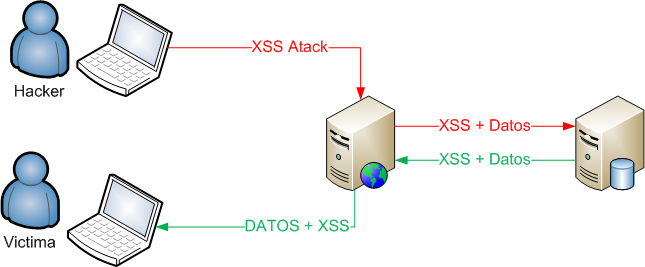 XSS Atack
Hacker
XSS + Datos
XSS + Datos
DATOS + XSS
Victima